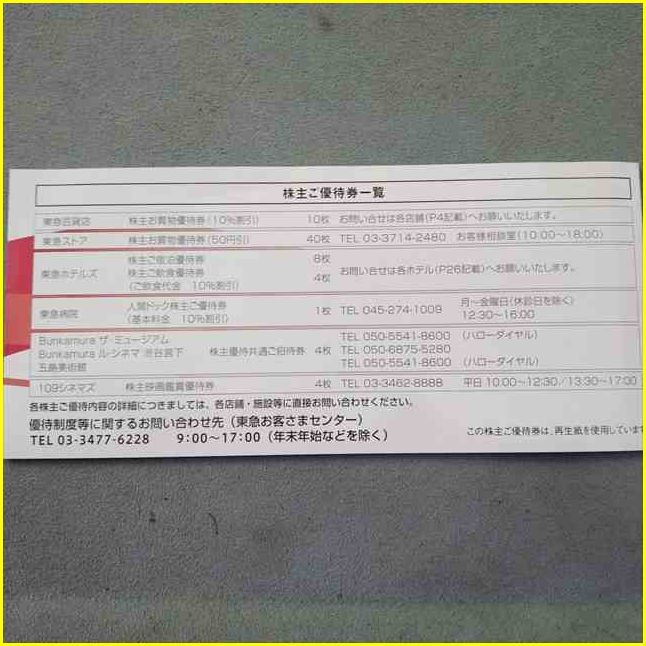 株主ご優待券一覧
東急百貨店 株主お買物優待券(10%割引) 10枚 お問い合せは各店舗(P4記載)へお願いいたします。
東急ストア 株主お買物優待券(50円引) 40枚 TEL 03-3714-2480 お客様相談室(10:00～18:00)
東急ホテルズ 株主ご宿泊優待券 8枚 お問い合せは各ホテル(P26記載)へお願いいたします。
株主ご飲食優待券 4枚
(ご飲食代金 10%割引)
東急病院 人間ドック株主ご優待券 1枚 TEL 045-274-1009 月～金曜日(休診日を除く)
(基本料金 10%割引) 12:30～16:00
Bunkamura ザ・ミュージアム TEL 050-5541-8600 (ハローダイヤル)
Bunkamura ル・シネマ 渋谷宮下 株主優待共通ご招待券 4枚 TEL 050-6875-5280
五島美術館 TEL 050-5541-8600 (ハローダイヤル)
109シネマズ 株主映画鑑賞優待券 4枚 TEL 03-3462-8888 平日 10:00～12:30/13:30～17:00
各株主ご優待内容の詳細につきましては、各店舗・施設等に直接お問い合わせください。
優待制度等に関するお問い合わせ先(東急お客さまセンター)
TEL 03-3477-6228 9:00～17:00(年末年始などを除く)
この株主ご優待券は、再生紙を使用しています